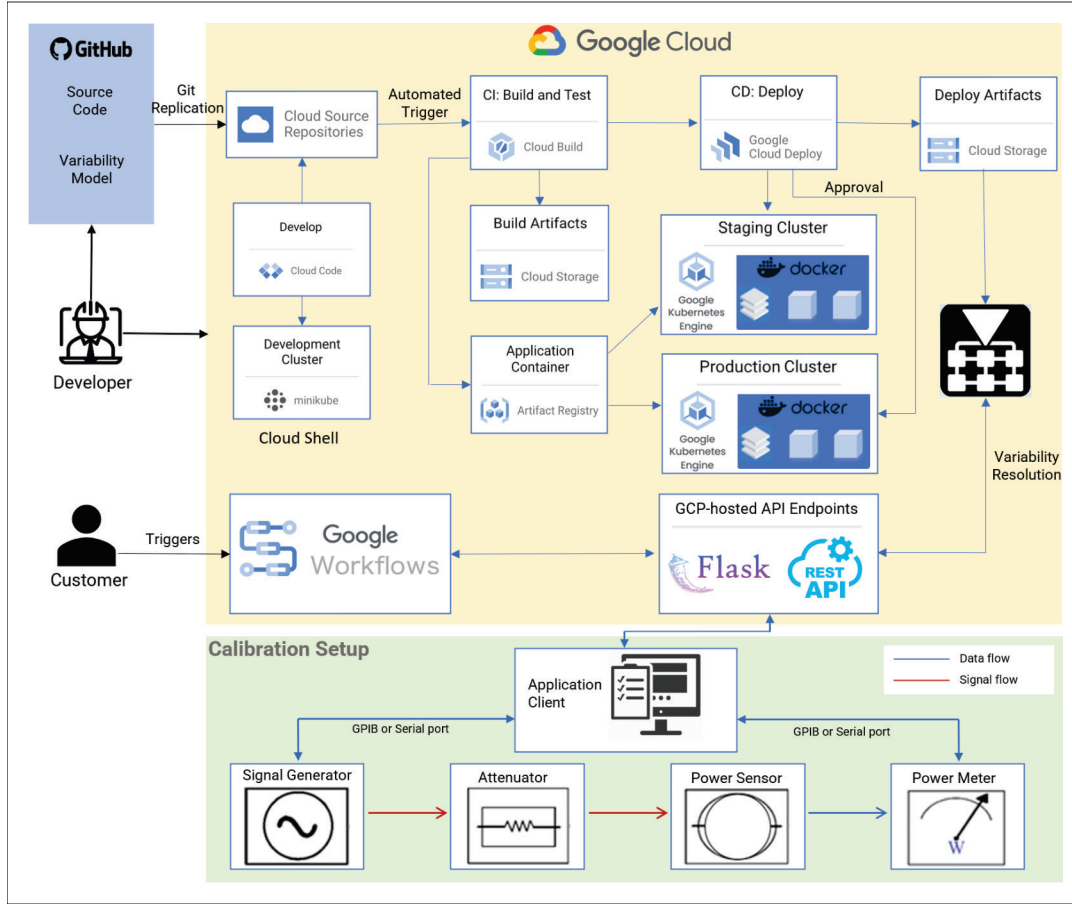 GitHub
Source
Code
Variability
Model
Git
Replication
Google Cloud
Cloud Source
Repositories
Automated
Trigger
CI: Build and Test
Cloud Build
CD: Deploy
Google
Cloud Deploy
Deploy Artifacts
Cloud Storage
Approval
Develop
Cloud Code
Build Artifacts
Cloud Storage
Staging Cluster
Google
Kubernetes
Engine
docker
Developer
Development
Cluster
minikube
Cloud Shell
Application
Container
Artifact Registry
Production Cluster
Google
Kubernetes
Engine
docker
Variability
Resolution
Customer
Triggers
Google
Workflows
GCP-hosted API Endpoints
Flask
REST
API
Calibration Setup
Application
Client
Data flow
Signal flow
GPIB or Serial port
GPIB or Serial port
Signal Generator
Attenuator
Power Sensor
Power Meter
W